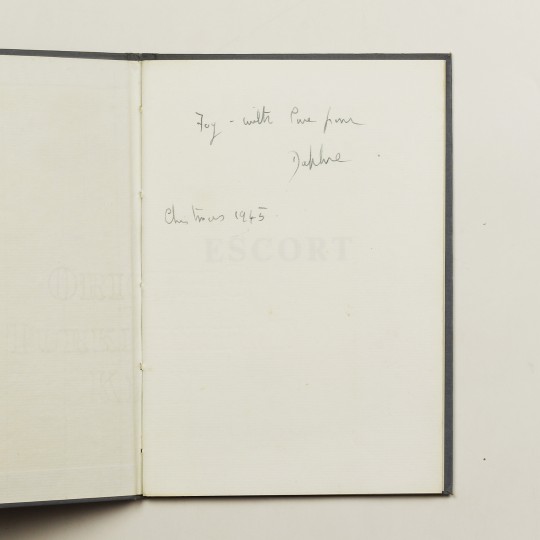 Foy - with love from
Daphne
Christmas 1945
ESCORT